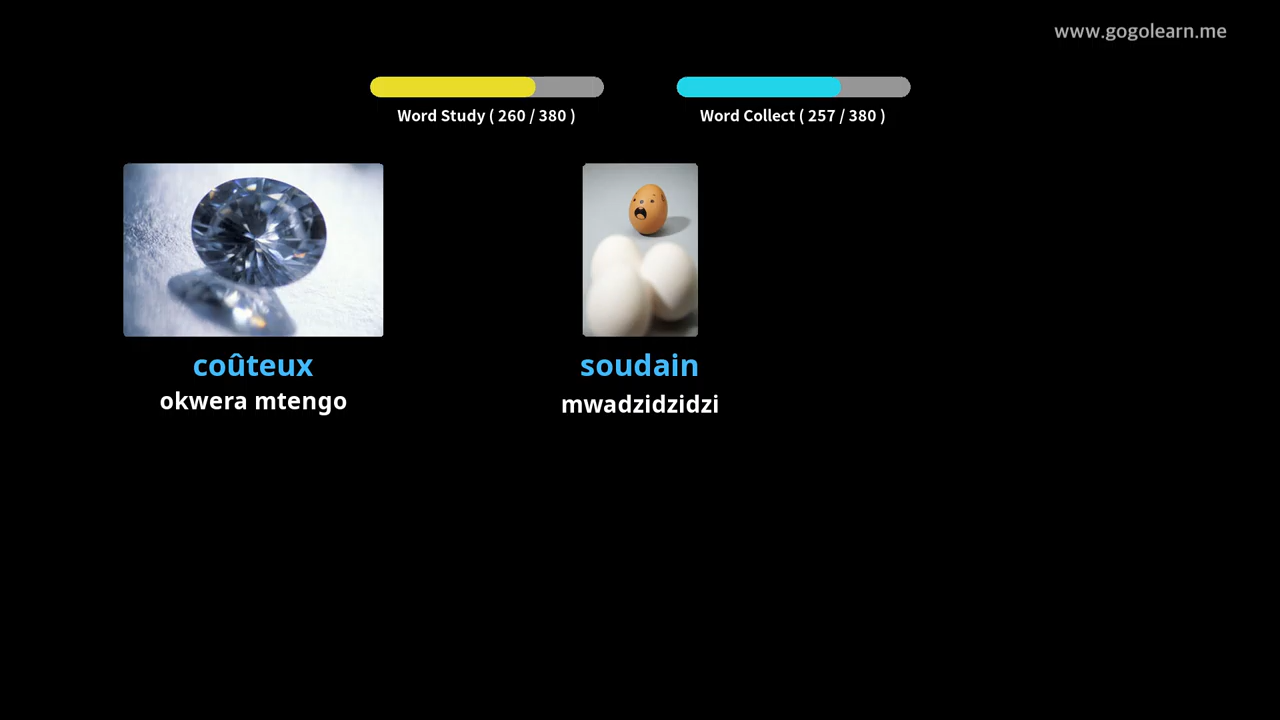 www.gogolearn.me
Word Study ( 260 / 380 )
Word Collect ( 257 / 380 )
coûteux
okwera mtengo
soudain
mwadzidzidzi